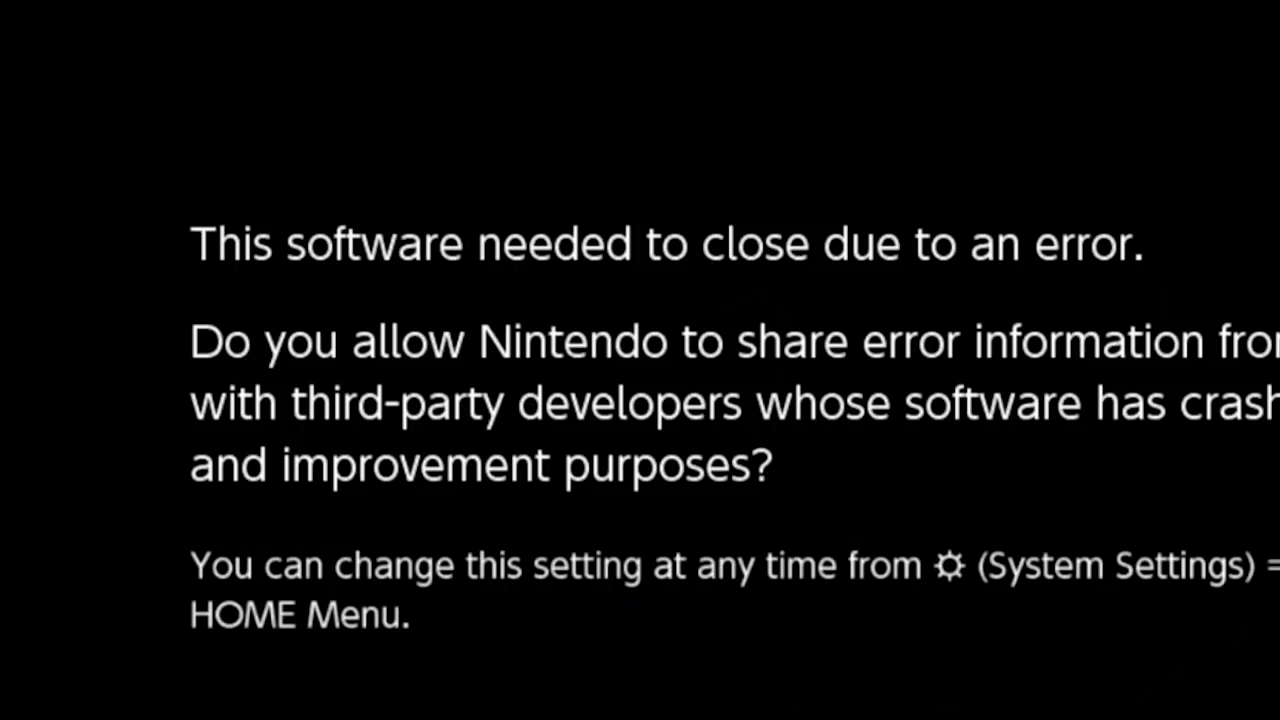 This software needed to close due to an error.
Do you allow Nintendo to share error information
with third-party developers whose software has
and improvement purposes?
You can change this setting at any time from (System Settings)
HOME Menu.